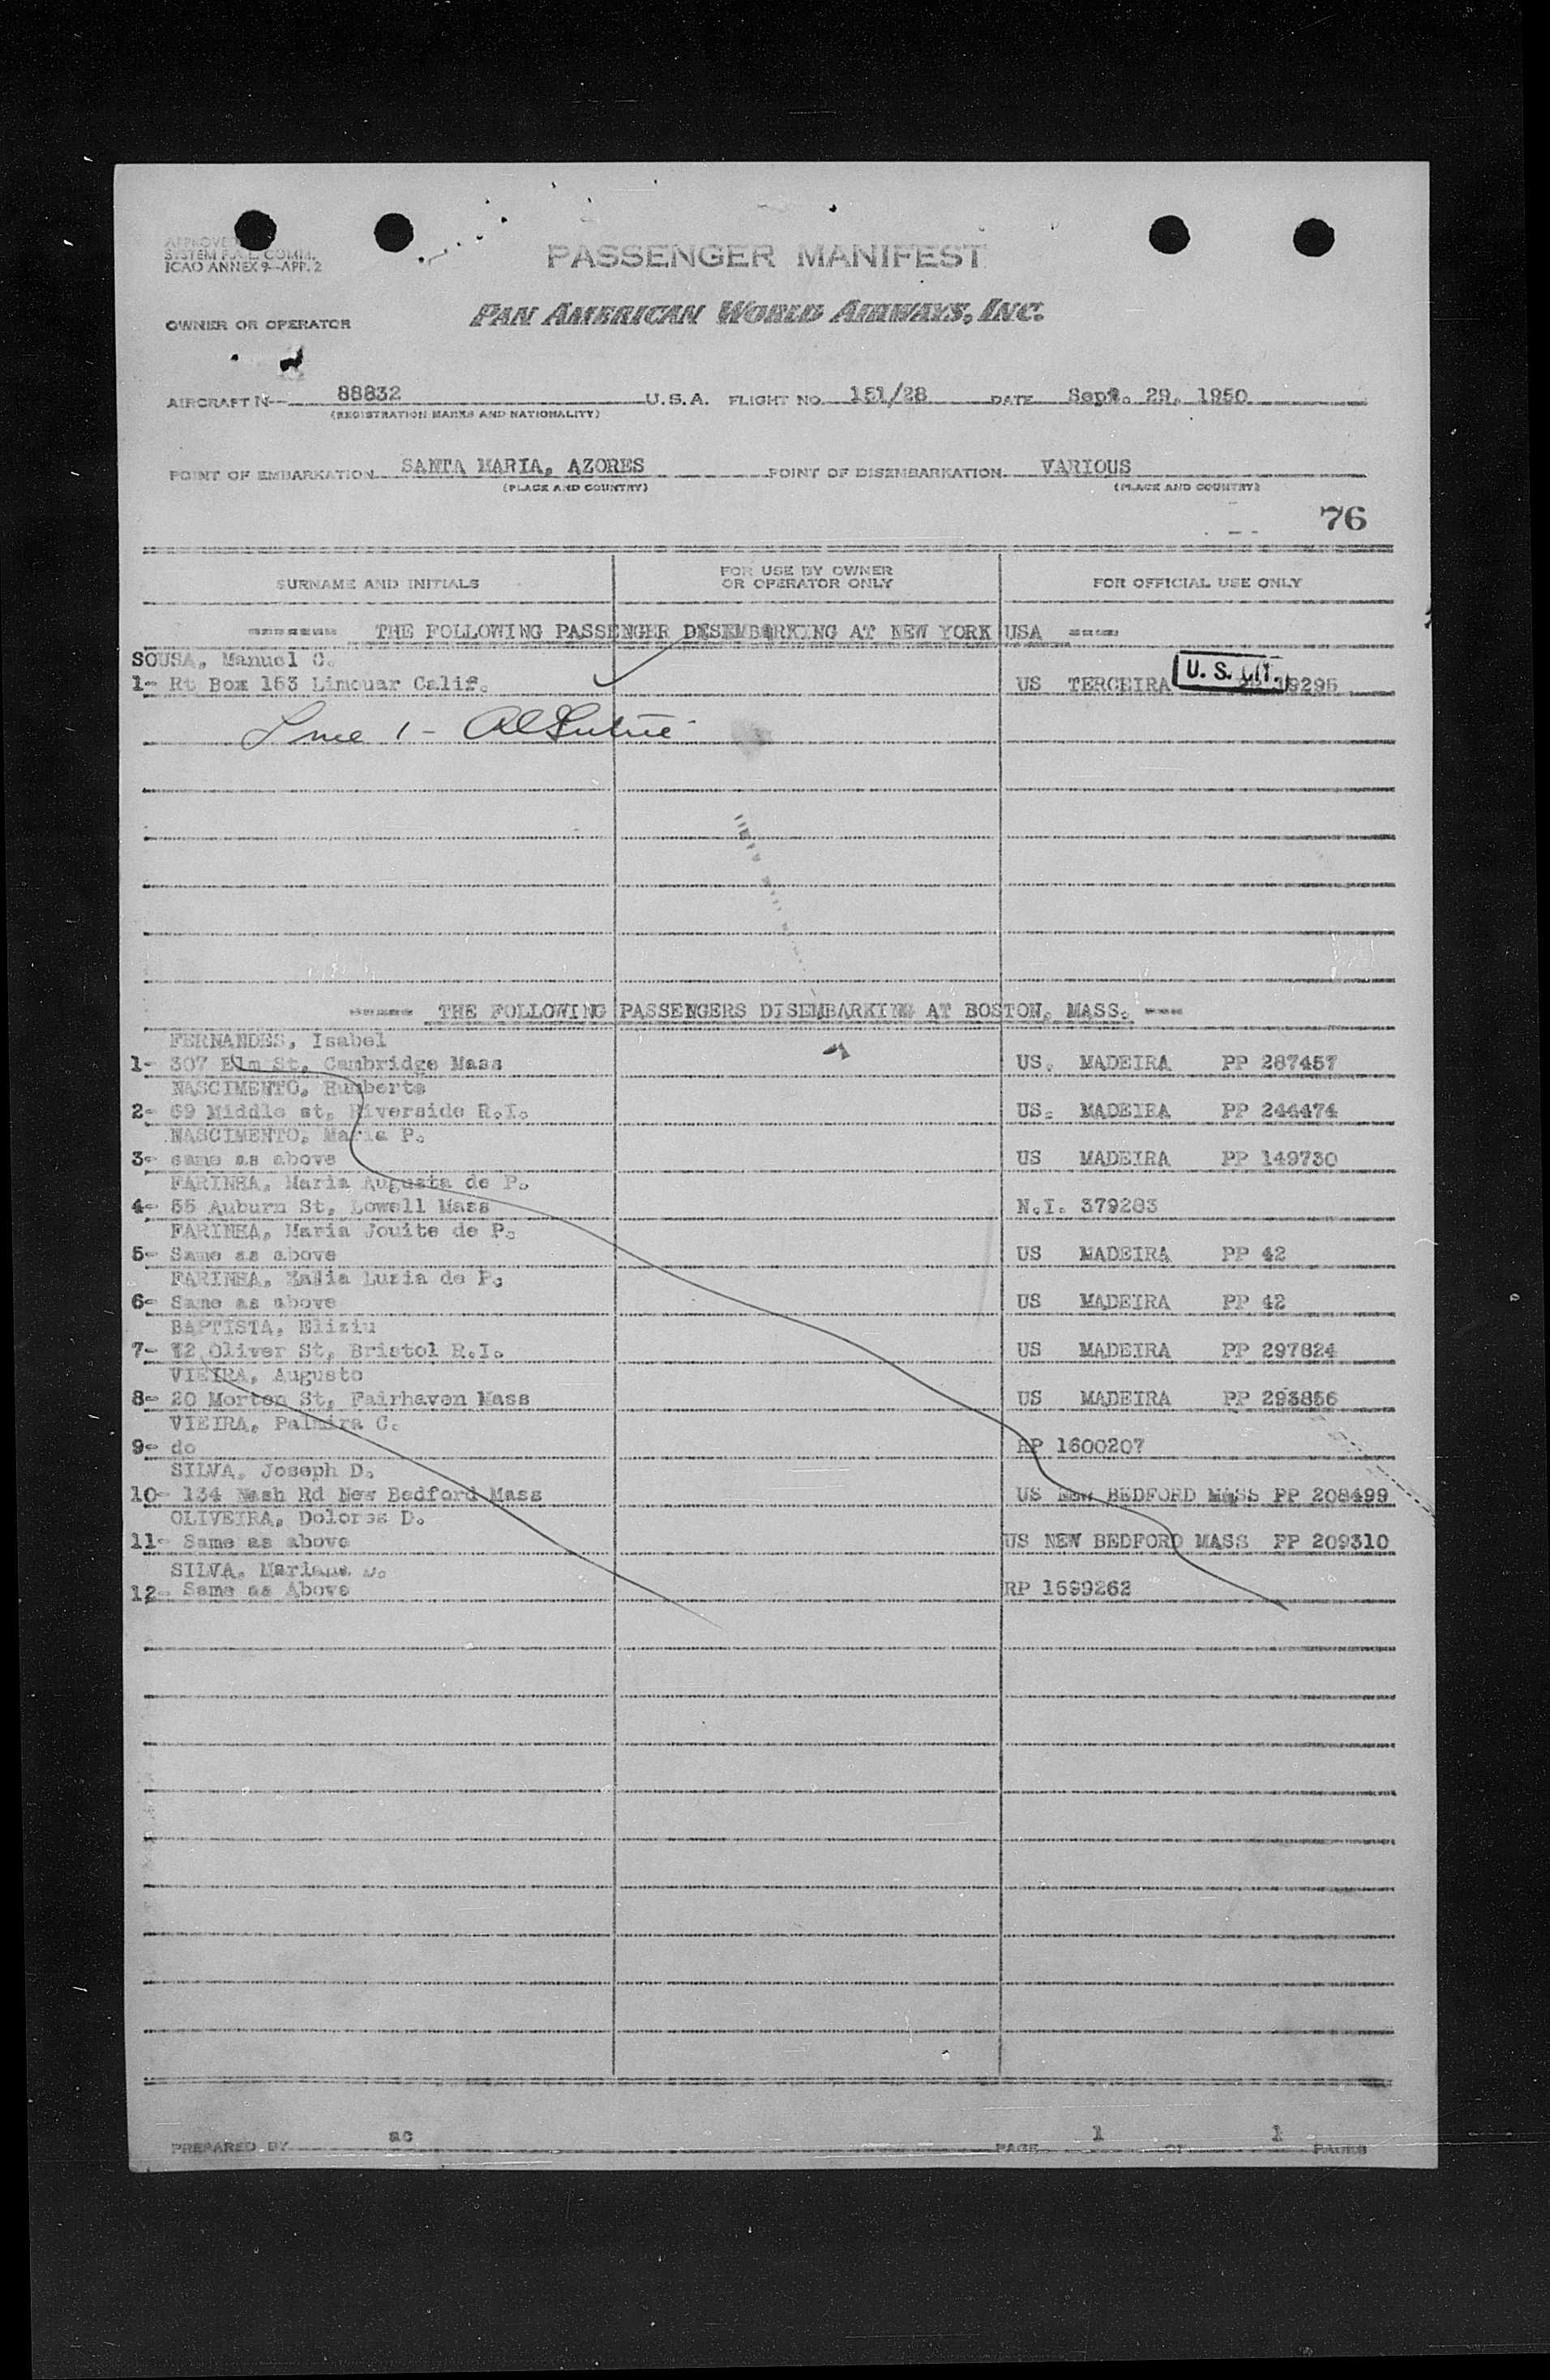 APPROVED
SYSTEM F.A.L. COMM.
ICAO ANNEX 9—APP. 2
PASSENGER MANIFEST
PAN AMERICAN WORLD AIRWAYS, INC.
OWNER OR OPERATOR
AIRCRAFT N— 88832 U.S.A. FLIGHT NO. 151/28 DATE Sept. 29, 1950
(REGISTRATION MARKS AND NATIONALITY)
POINT OF EMBARKATION SANTA MARIA, AZORES POINT OF DISEMBARKATION VARIOUS
(PLACE AND COUNTRY) (PLACE AND COUNTRY)
76
SURNAME AND INITIALS FOR USE BY OWNER OR OPERATOR ONLY FOR OFFICIAL USE ONLY
------- THE FOLLOWING PASSENGER DESEMBARKING AT NEW YORK USA ----
SOUSA, Manuel C.
1- Rt Box 153 Limouar Calif. US TERCEIRA U. S. CIT. 39295
Line 1 -
----- THE FOLLOWING PASSENGERS DISEMBARKING AT BOSTON, MASS. ---
FERNANDES, Isabel
1- 307 Elm St, Cambridge Mass US. MADEIRA PP 287457
NASCIMENTO, Humberto
2- 69 Middle st, Riverside R.I. US. MADEIRA PP 244474
NASCIMENTO, Maria P.
3- same as above US MADEIRA PP 149730
FARINHA, Maria Augusta de P.
4- 55 Auburn St, Lowell Mass N.I. 379283
FARINHA, Maria Jouite de P.
5- Same as above US MADEIRA PP 42
FARINHA, Maria Luzia de P.
6- Same as above US MADEIRA PP 42
BAPTISTA, Eliziu
7- 12 Oliver St, Bristol R.I. US MADEIRA PP 297824
VIEIRA, Augusto
8- 20 Morton St, Fairhaven Mass US MADEIRA PP 293856
VIEIRA, Palmira C.
9- do RP 1600207
SILVA, Joseph D.
10- 134 Nash Rd New Bedford Mass US New BEDFORD MASS PP 208499
OLIVEIRA, Dolores D.
11- Same as above US NEW BEDFORD MASS PP 209310
SILVA, Mariana D.
12- Same as Above RP 1599262
PREPARED BY ac PAGE 1 OF 1 PAGES